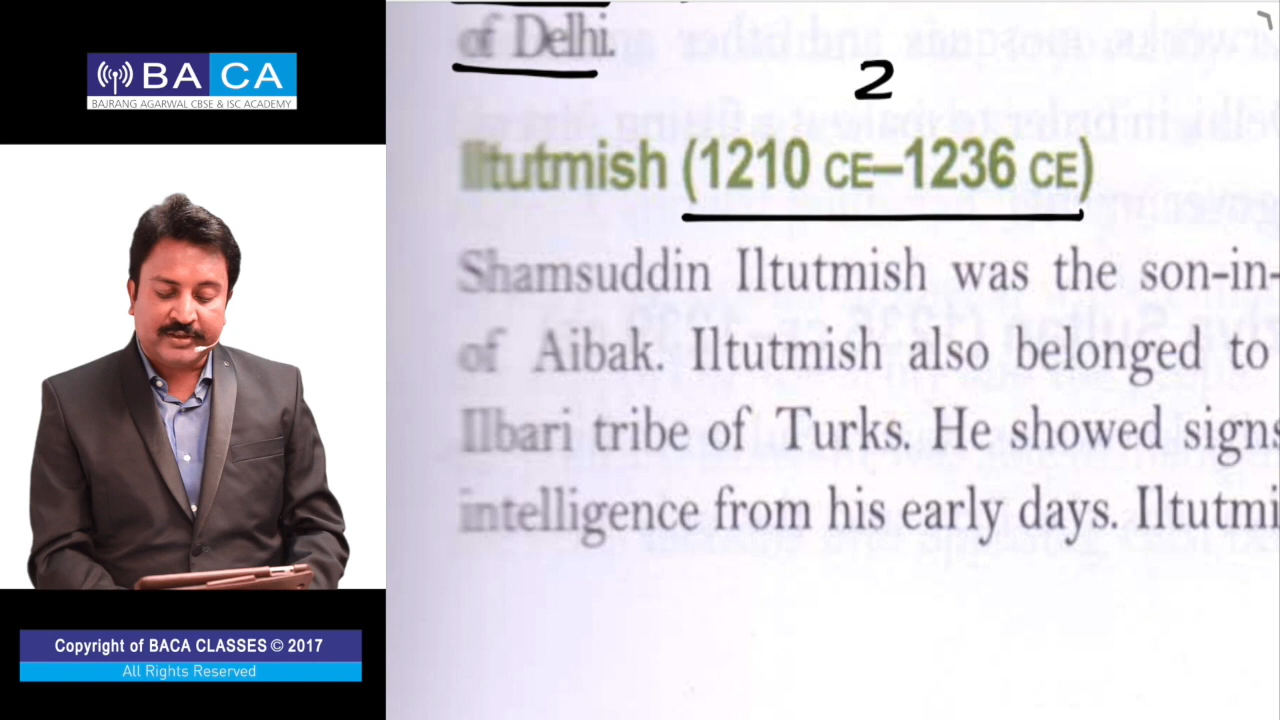 BA CA
BAJRANG AGARWAL CBSE & ISC ACADEMY
Copyright of BACA CLASSES © 2017
All Rights Reserved
of Delhi.
2
Iltutmish (1210 CE–1236 CE)
Shamsuddin Iltutmish was the son-in-
of Aibak. Iltutmish also belonged to
Ilbari tribe of Turks. He showed signs
intelligence from his early days. Iltutmi